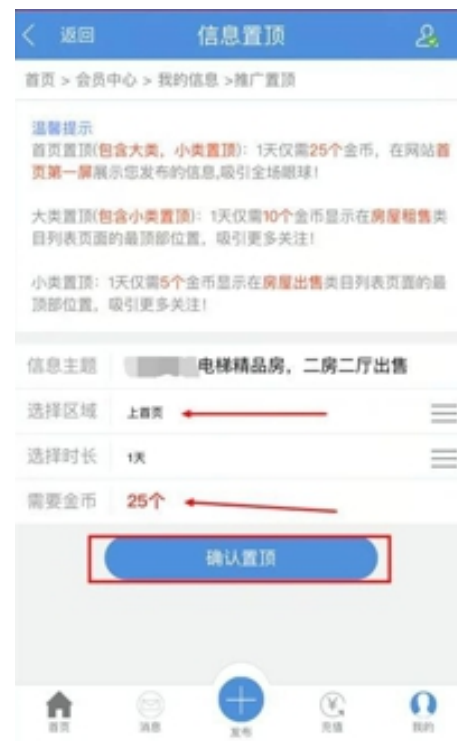 返回 信息置顶
首页 > 会员中心 > 我的信息 >推广置顶
温馨提示
首页置顶(包含大类，小类置顶)：1天仅需25个金币，在网站首
页第一屏展示您发布的信息,吸引全场眼球！
大类置顶(包含小类置顶)：1天仅需10个金币显示在房屋租售类
目列表页面的最顶部位置，吸引更多关注！
小类置顶：1天仅需5个金币显示在房屋出售类目列表页面的最
顶部位置，吸引更多关注！
信息主题 电梯精品房，二房二厅出售
选择区域 上首页
选择时长 1天
需要金币 25个
确认置顶
首页 消息 发布 充值 我的